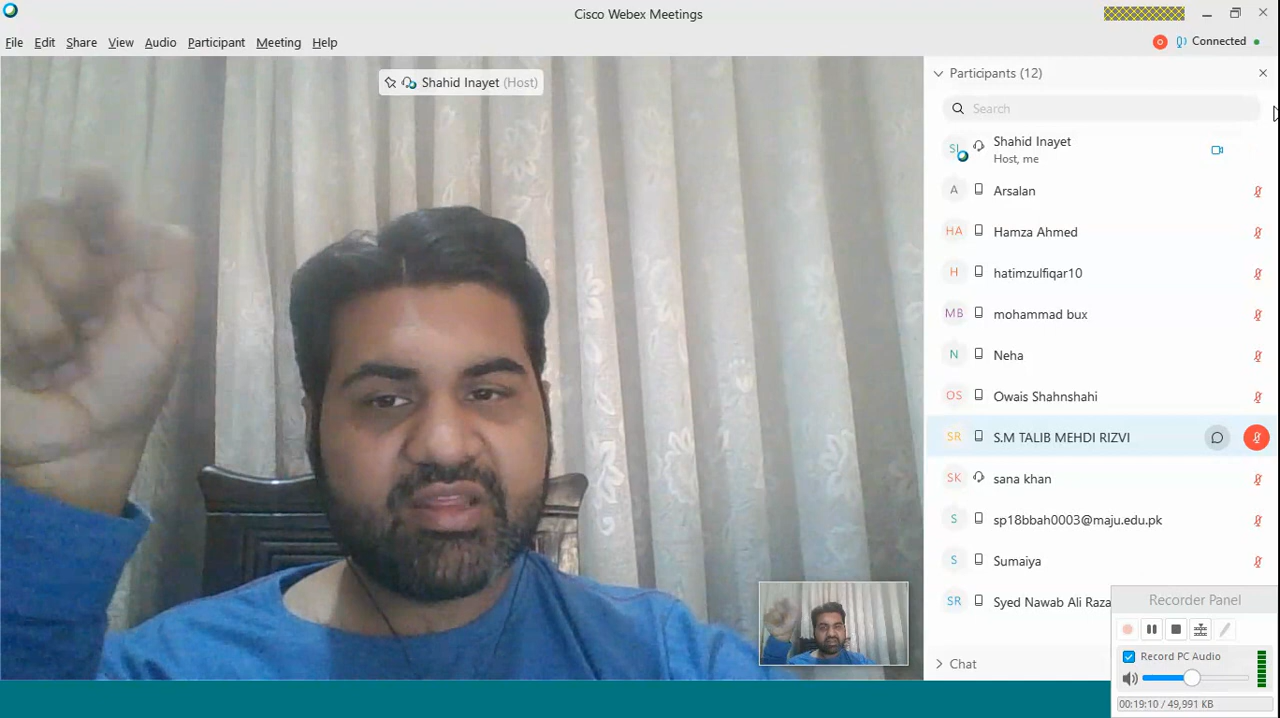 Cisco Webex Meetings
File Edit Share View Audio Participant Meeting Help
Connected
Shahid Inayet (Host)
Participants (12)
Search
SI
Shahid Inayet
Host, me
A Arsalan
HA Hamza Ahmed
H hatimzulfiqar10
MB mohammad bux
N Neha
OS Owais Shahnshahi
SR S.M TALIB MEHDI RIZVI
SK sana khan
S sp18bbah0003@maju.edu.pk
S Sumaiya
SR Syed Nawab Ali Raza
Chat
Recorder Panel
Record PC Audio
00:19:10 / 49,991 KB